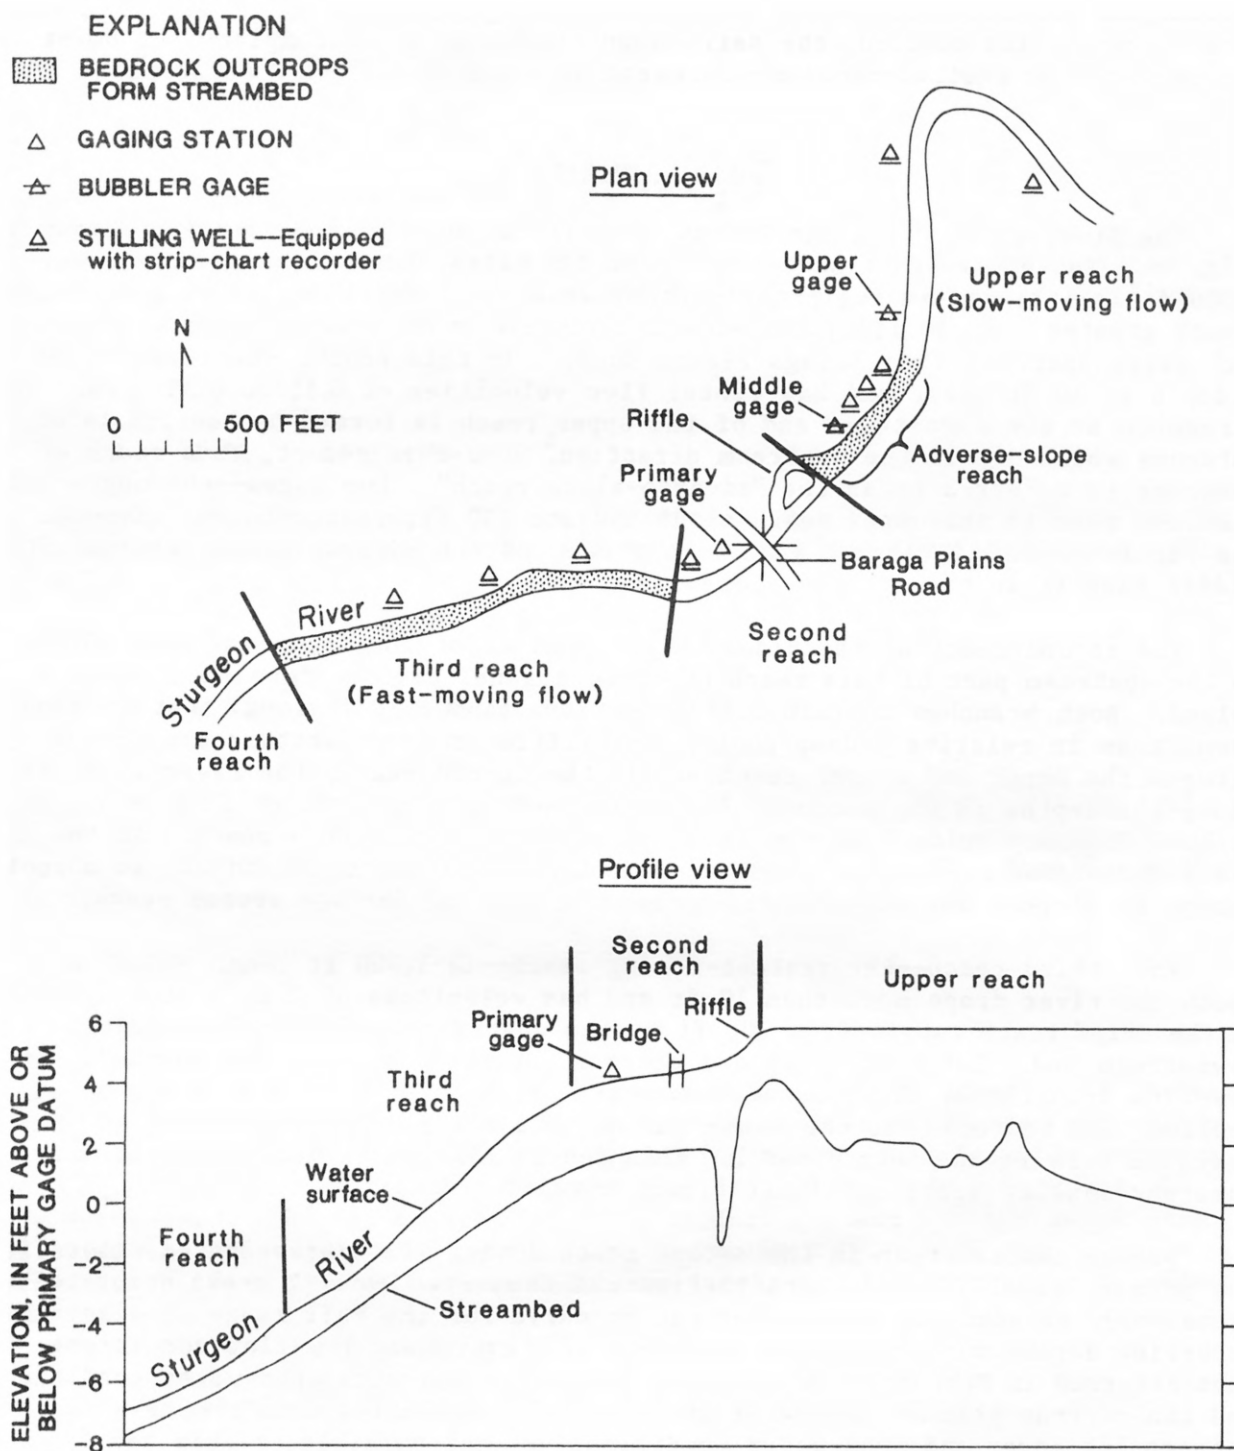 EXPLANATION
BEDROCK OUTCROPS
FORM STREAMBED
GAGING STATION
BUBBLER GAGE
STILLING WELL—Equipped
with strip-chart recorder
N
0 500 FEET
Plan view
Upper
gage
Upper reach
(Slow-moving flow)
Middle
gage
Riffle
Primary
gage
Adverse-slope
reach
Baraga Plains
Road
Second
reach
Sturgeon River
Third reach
(Fast-moving flow)
Fourth
reach
Profile view
Second
reach
Upper reach
Riffle
Primary
gage
Bridge
Third
reach
Water
surface
Fourth
reach
Sturgeon River
Streambed
ELEVATION, IN FEET ABOVE OR
BELOW PRIMARY GAGE DATUM
6
4
2
0
−2
−4
−6
−8